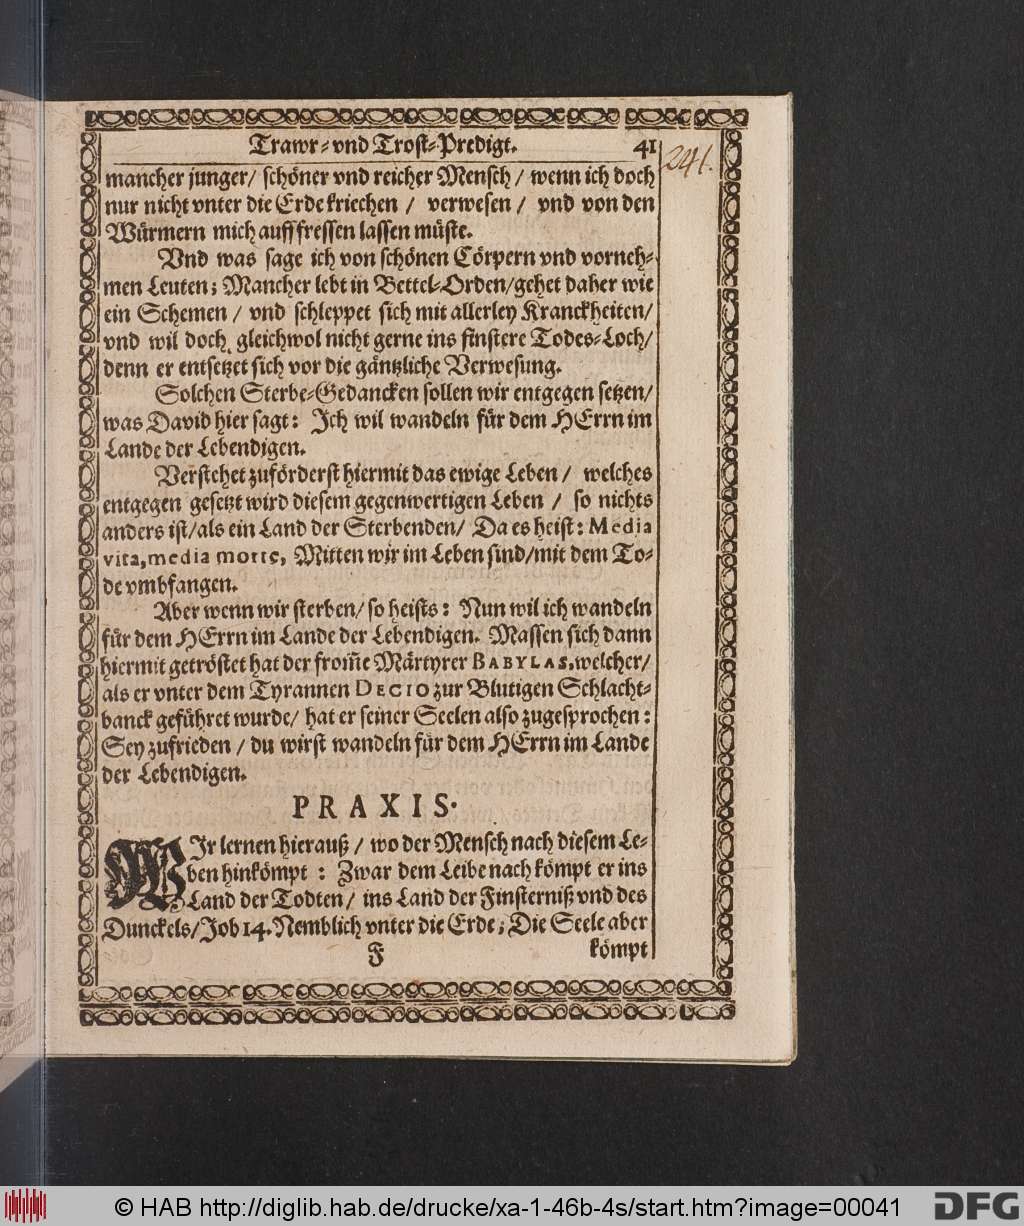 Trawr-vnd Trost-Predigt. 41
241.
mancher junger/ schöner vnd reicher Mensch/ wenn ich doch
nur nicht vnter die Erde kriechen / verwesen / vnd von den
Würmern mich auff fressen lassen müste.
Vnd was sage ich von schönen Cörpern vnd vorneh-
men Leuten; Mancher lebt in Bettel-Orden/gehet daher wie
ein Schemen / vnd schleppet sich mit allerley Kranckheiten/
vnd wil doch gleichwol nicht gerne ins finstere Todes-Loch/
denn er entsetzet sich vor die gäntzliche Verwesung.
Solchen Sterbe-Gedancken sollen wir entgegen setzen/
was David hier sagt: Ich wil wandeln für dem HErrn im
Lande der Lebendigen.
Verstehet zuförderst hiermit das ewige Leben / welches
entgegen gesetzt wird diesem gegenwertigen Leben / so nichts
anders ist/als ein Land der Sterbenden/ Da es heist: Media
vita, media morte, Mitten wir im Leben sind/mit dem To-
de vmbfangen.
Aber wenn wir sterben/ so heists: Nun wil ich wandeln
für dem HErrn im Lande der Lebendigen. Massen sich dann
hiermit getröstet hat der from̃e Märtyrer BABYLAS, welcher/
als er vnter dem Tyrannen DECIO zur Blutigen Schlacht-
banck geführet wurde/ hat er seiner Seelen also zugesprochen:
Sey zufrieden / du wirst wandeln für dem HErrn im Lande
der Lebendigen.
PRAXIS.
WIr lernen hierauß / wo der Mensch nach diesem Le-
ben hinkömpt : Zwar dem Leibe nach kömpt er ins
Land der Todten / ins Land der Finsterniß vnd des
Dunckels/Job 14. Nemblich vnter die Erde; Die Seele aber
F kömpt
© HAB http://diglib.hab.de/drucke/xa-1-46b-4s/start.htm?image=00041
DFG